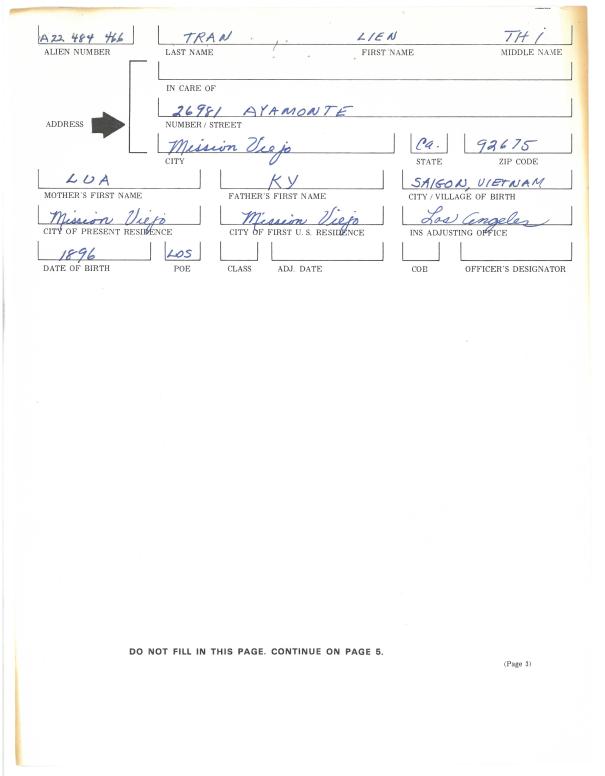 A22 484 466 TRAN LIEN THI
ALIEN NUMBER LAST NAME FIRST NAME MIDDLE NAME
IN CARE OF
26981 AYAMONTE
ADDRESS NUMBER / STREET
Mission Viejo Ca. 92675
CITY STATE ZIP CODE
LUA KY SAIGON, VIETNAM
MOTHER'S FIRST NAME FATHER'S FIRST NAME CITY / VILLAGE OF BIRTH
Mission Viejo Mission Viejo Los Angeles
CITY OF PRESENT RESIDENCE CITY OF FIRST U.S. RESIDENCE INS ADJUSTING OFFICE
1896 LOS
DATE OF BIRTH POE CLASS ADJ. DATE COB OFFICER'S DESIGNATOR
DO NOT FILL IN THIS PAGE. CONTINUE ON PAGE 5.
(Page 3)